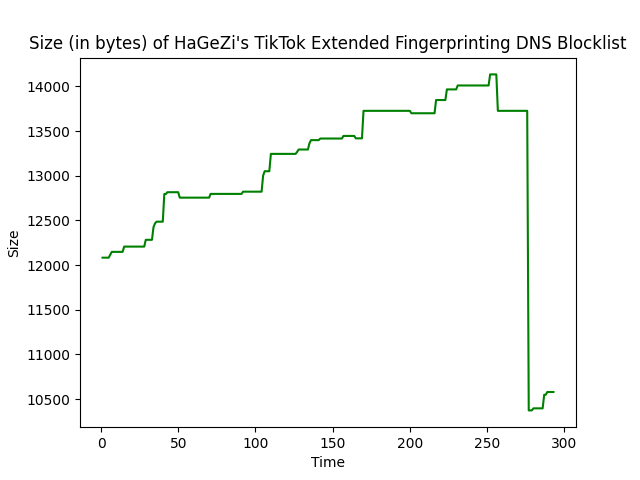 Size (in bytes) of HaGeZi's TikTok Extended Fingerprinting DNS Blocklist
14000
13500
13000
12500
12000
11500
11000
10500
Size
0 50 100 150 200 250 300
Time